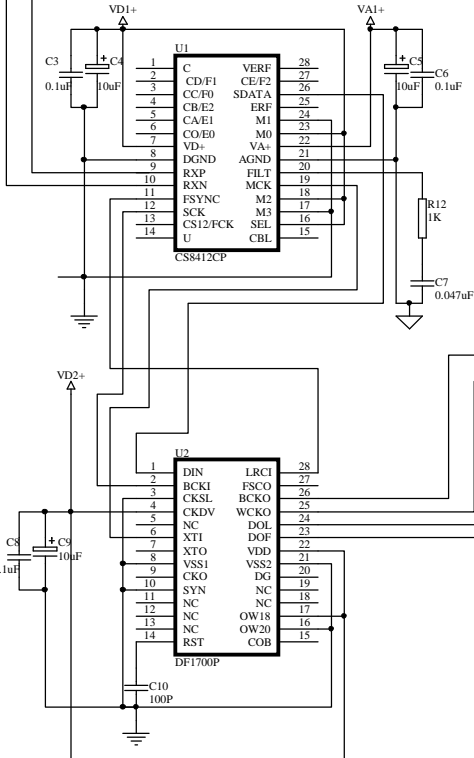 VD1+
VA1+
C3
0.1uF
+
C4
10uF
+
C5
10uF
C6
0.1uF
U1
1 C VERF 28
2 CD/F1 CE/F2 27
3 CC/F0 SDATA 26
4 CB/E2 ERF 25
5 CA/E1 M1 24
6 CO/E0 M0 23
7 VD+ VA+ 22
8 DGND AGND 21
9 RXP FILT 20
10 RXN MCK 19
11 FSYNC M2 18
12 SCK M3 17
13 CS12/FCK SEL 16
14 U CBL 15
CS8412CP
R12
1K
C7
0.047uF
VD2+
U2
1 DIN LRCI 28
2 BCKI FSCO 27
3 CKSL BCKO 26
4 CKDV WCKO 25
5 NC DOL 24
6 XTI DOF 23
7 XTO VDD 22
8 VSS1 VSS2 21
9 CKO DG 20
10 SYN NC 19
11 NC NC 18
12 NC OW18 17
13 NC OW20 16
14 RST COB 15
DF1700P
C8
.1uF
+
C9
10uF
C10
100P